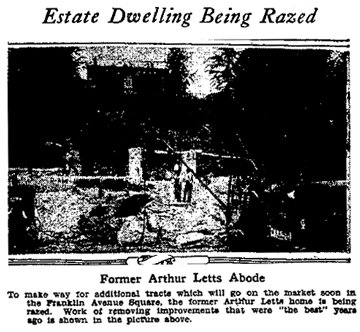 Estate Dwelling Being Razed
Former Arthur Letts Abode
To make way for additional tracts which will go on the market soon in
the Franklin Avenue Square, the former Arthur Letts home is being
razed. Work of removing improvements that were "the best" years
ago is shown in the picture above.